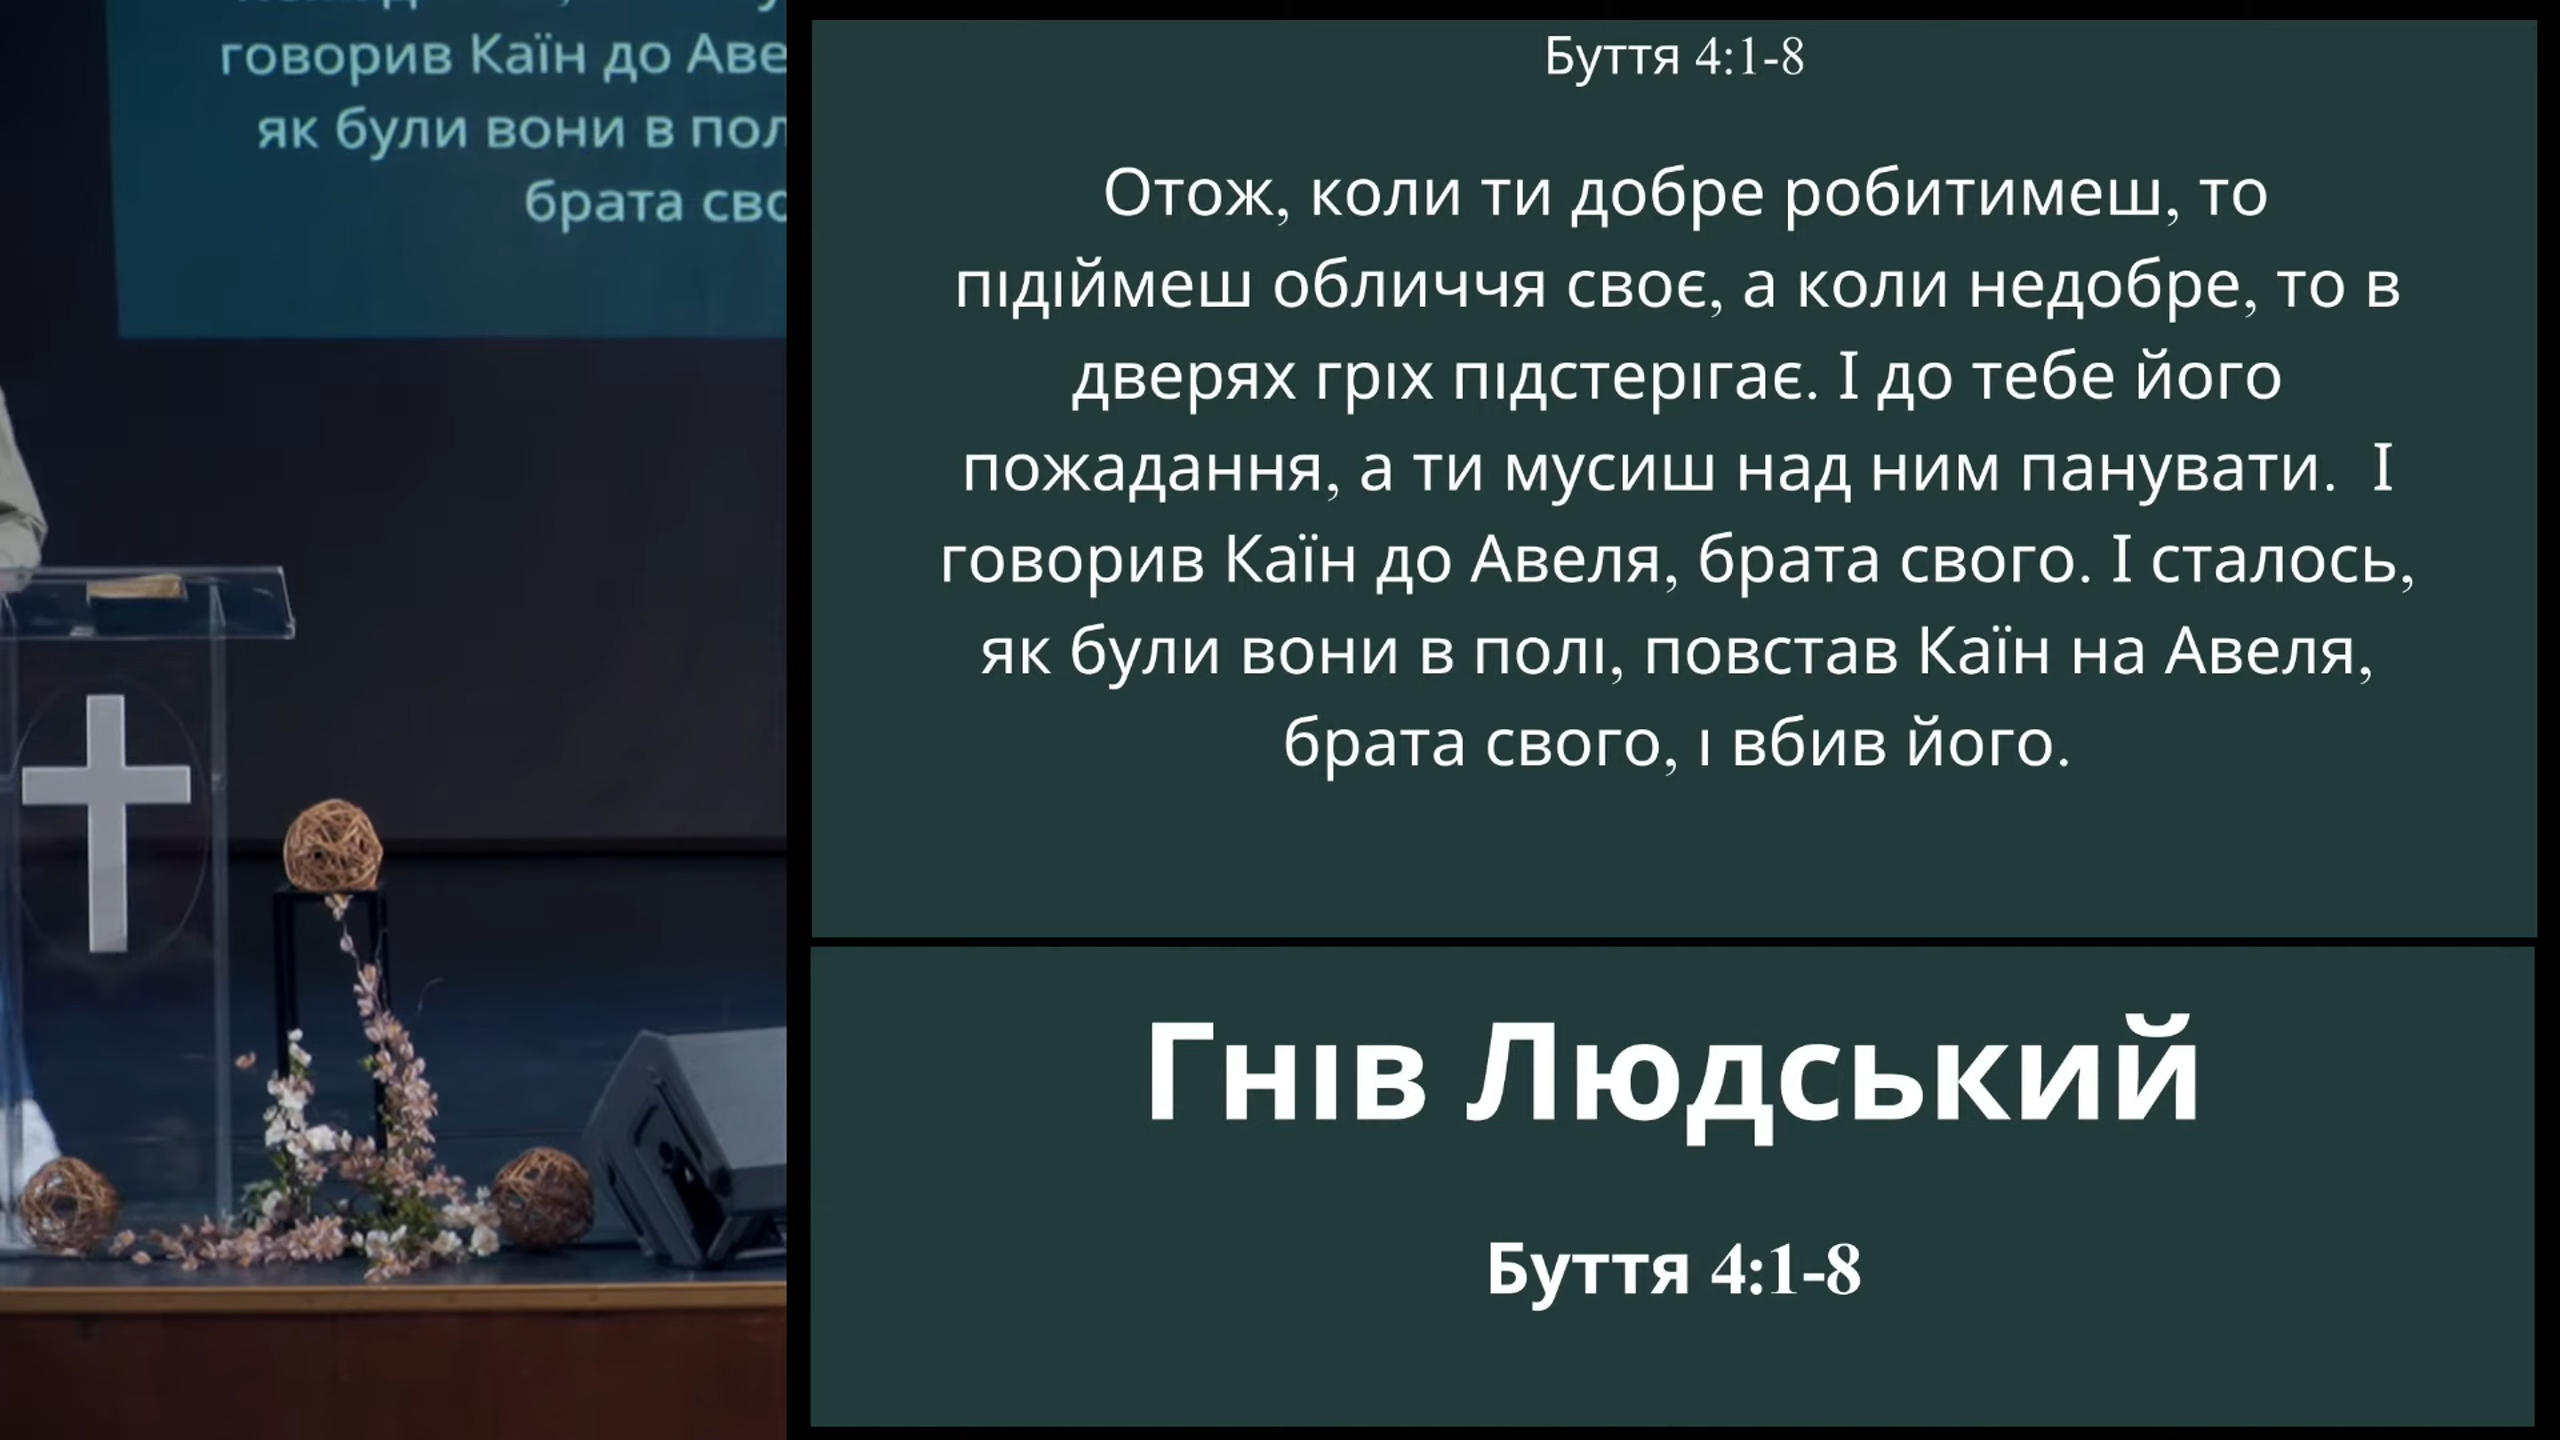 говорив Каїн до
як були вони в
брата
Буття 4:1-8
Отож, коли ти добре робитимеш, то
підіймеш обличчя своє, а коли недобре, то в
дверях гріх підстерігає. І до тебе його
пожадання, а ти мусиш над ним панувати. І
говорив Каїн до Авеля, брата свого. І сталось,
як були вони в полі, повстав Каїн на Авеля,
брата свого, і вбив його.
Гнів Людський
Буття 4:1-8